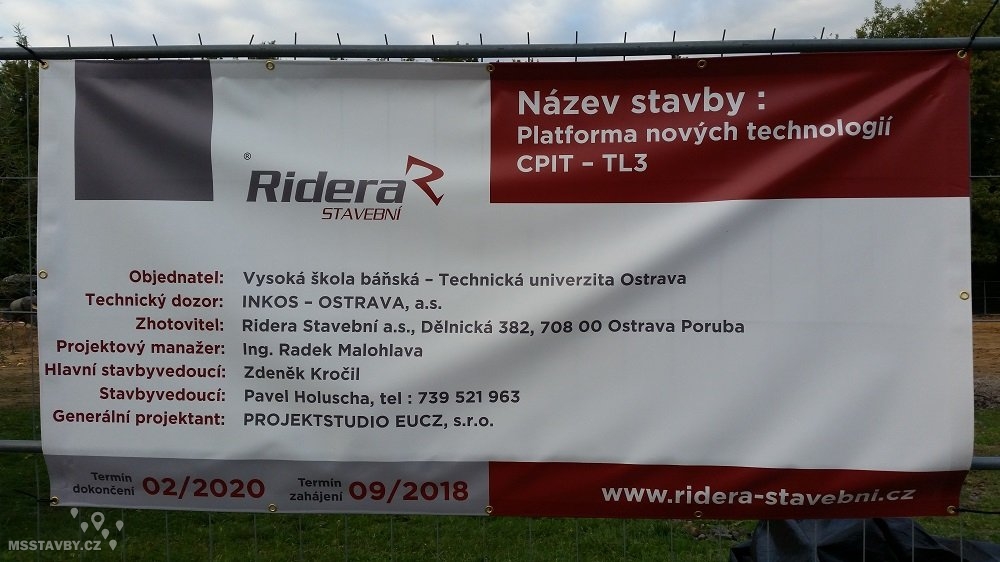 Název stavby :
Platforma nových technologií
CPIT – TL3
® Ridera
STAVEBNÍ
Objednatel: Vysoká škola báňská – Technická univerzita Ostrava
Technický dozor: INKOS – OSTRAVA, a.s.
Zhotovitel: Ridera Stavební a.s., Dělnická 382, 708 00 Ostrava Poruba
Projektový manažer: Ing. Radek Malohlava
Hlavní stavbyvedoucí: Zdeněk Kročil
Stavbyvedoucí: Pavel Holuscha, tel : 739 521 963
Generální projektant: PROJEKTSTUDIO EUCZ, s.r.o.
Termín dokončení 02/2020 Termín zahájení 09/2018
www.ridera-stavebni.cz
MSSTAVBY.CZ